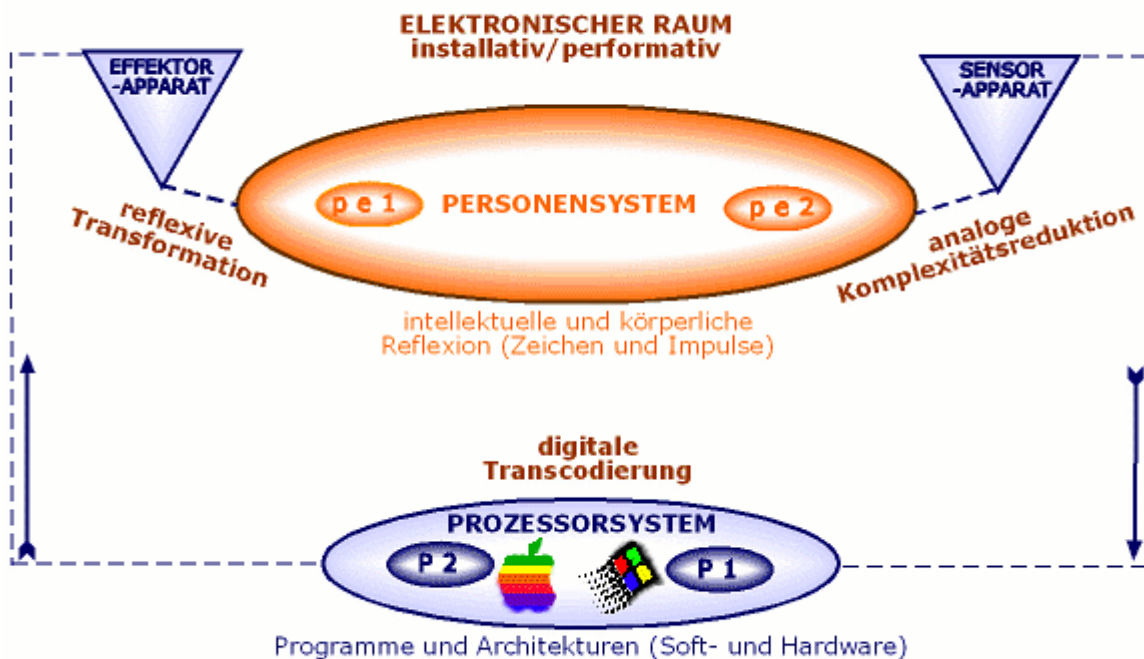 ELEKTRONISCHER RAUM
installativ/performativ
EFFEKTOR
-APPARAT
SENSOR
-APPARAT
p e 1
PERSONENSYSTEM
p e 2
reflexive
Transformation
analoge
Komplexitätsreduktion
intellektuelle und körperliche
Reflexion (Zeichen und Impulse)
digitale
Transcodierung
PROZESSORSYSTEM
P 2
P 1
Programme und Architekturen (Soft- und Hardware)